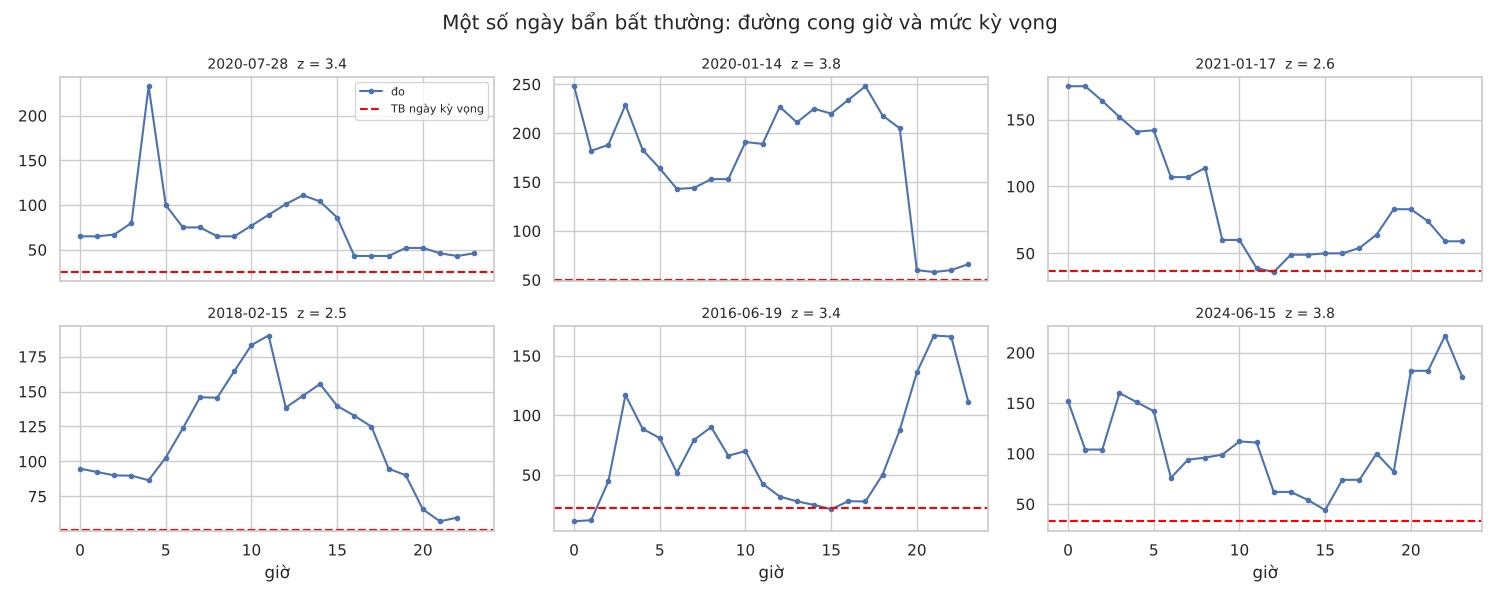 Một số ngày bẩn bất thường: đường cong giờ và mức kỳ vọng
2020-07-28  z = 3.4
đo
TB ngày kỳ vọng
200
150
100
50
2020-01-14  z = 3.8
250
200
150
100
50
2021-01-17  z = 2.6
150
100
50
2018-02-15  z = 2.5
175
150
125
100
75
0 5 10 15 20
giờ
2016-06-19  z = 3.4
150
100
50
0 5 10 15 20
giờ
2024-06-15  z = 3.8
200
150
100
50
0 5 10 15 20
giờ